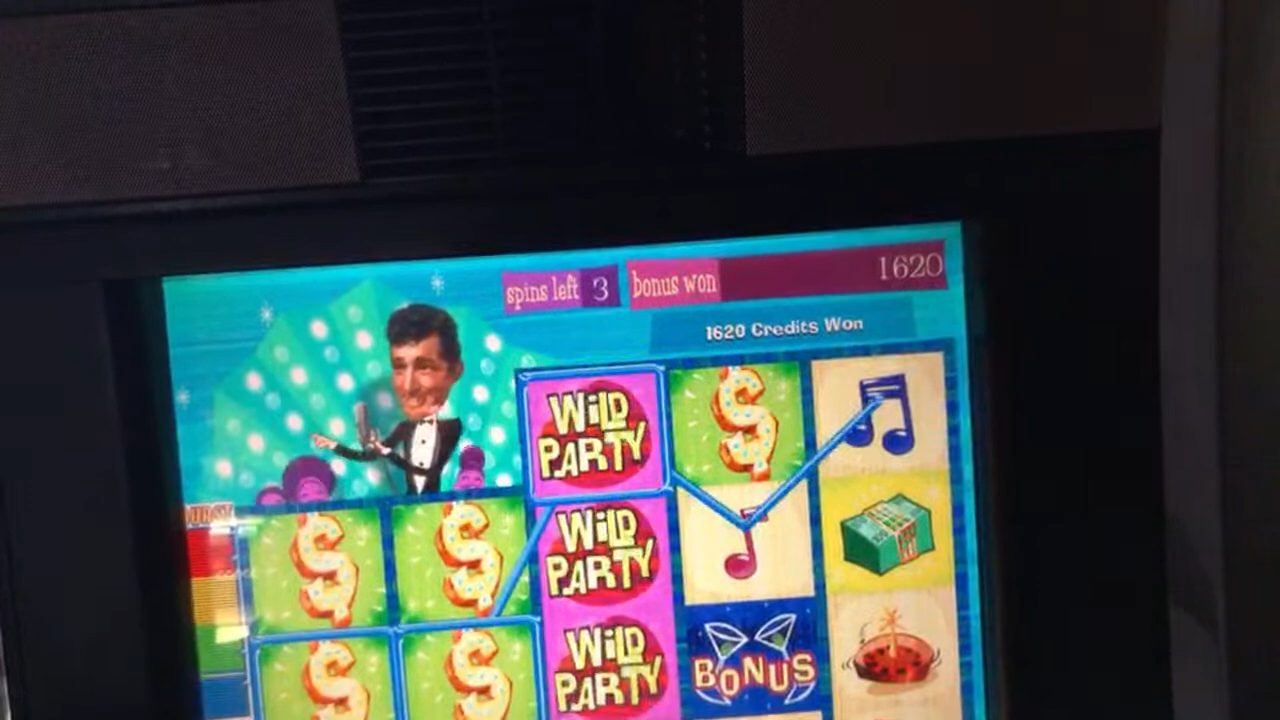 spins left 3 bonus won 1620
1620 Credits Won
WILD
PARTY
WILD
PARTY
WILD
PARTY
BONUS